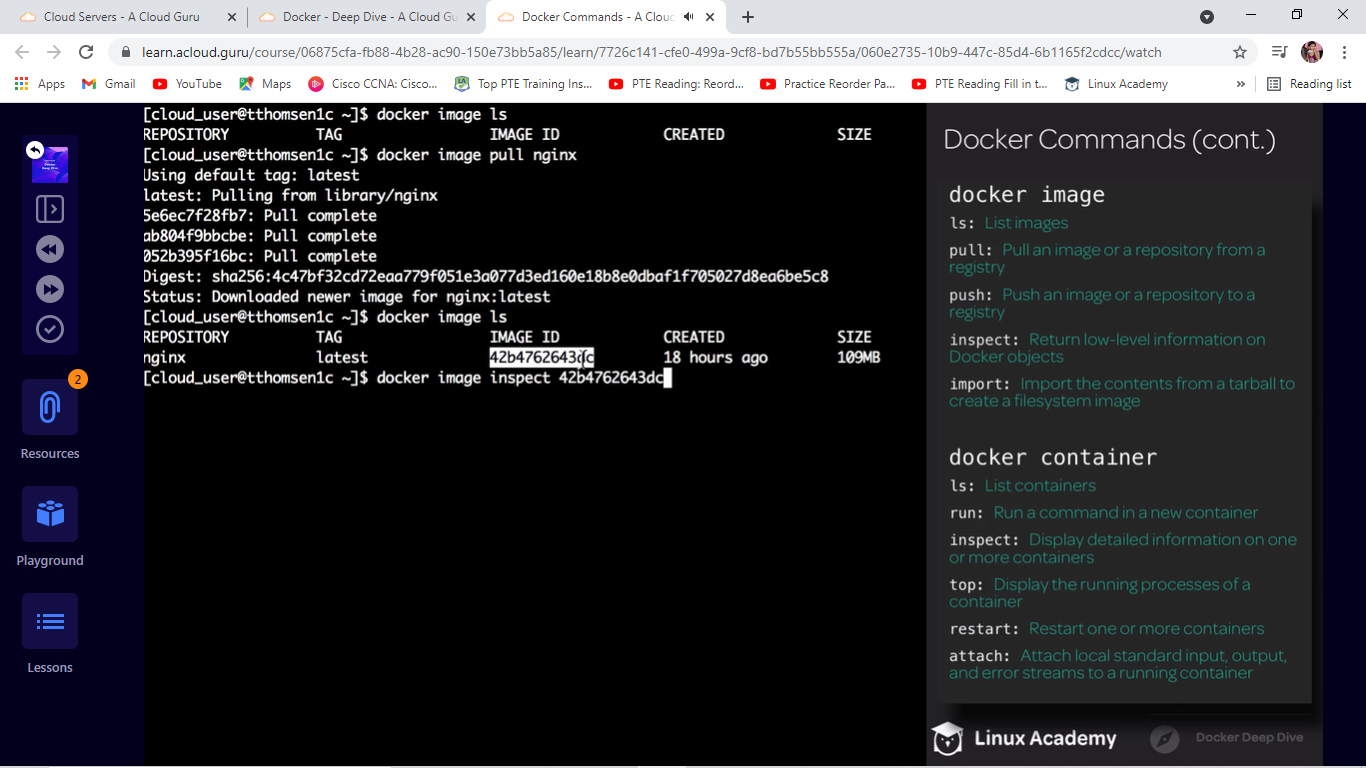 Cloud Servers - A Cloud Guru
Docker - Deep Dive - A Cloud Gu
Docker Commands - A Cloud
learn.acloud.guru/course/06875cfa-fb88-4b28-ac90-150e73bb5a85/learn/7726c141-cfe0-499a-9cf8-bd7b55bb555a/060e2735-10b9-447c-85d4-6b1165f2cdcc/watch
Apps Gmail YouTube Maps Cisco CCNA: Cisco... Top PTE Training Ins... PTE Reading: Reord... Practice Reorder Pa... PTE Reading Fill in t... Linux Academy » Reading list
Docker Deep Dive
2
Resources
Playground
Lessons
[cloud_user@tthomsen1c ~]$ docker image ls
REPOSITORY TAG IMAGE ID CREATED SIZE
[cloud_user@tthomsen1c ~]$ docker image pull nginx
Using default tag: latest
latest: Pulling from library/nginx
5e6ec7f28fb7: Pull complete
ab804f9bbcbe: Pull complete
052b395f16bc: Pull complete
Digest: sha256:4c47bf32cd72eaa779f051e3a077d3ed160e18b8e0dbaf1f705027d8ea6be5c8
Status: Downloaded newer image for nginx:latest
[cloud_user@tthomsen1c ~]$ docker image ls
REPOSITORY TAG IMAGE ID CREATED SIZE
nginx latest 42b4762643dc 18 hours ago 109MB
[cloud_user@tthomsen1c ~]$ docker image inspect 42b4762643dc
Docker Commands (cont.)
docker image
ls: List images
pull: Pull an image or a repository from a
registry
push: Push an image or a repository to a
registry
inspect: Return low-level information on
Docker objects
import: Import the contents from a tarball to
create a filesystem image
docker container
ls: List containers
run: Run a command in a new container
inspect: Display detailed information on one
or more containers
top: Display the running processes of a
container
restart: Restart one or more containers
attach: Attach local standard input, output,
and error streams to a running container
Linux Academy
Docker Deep Dive